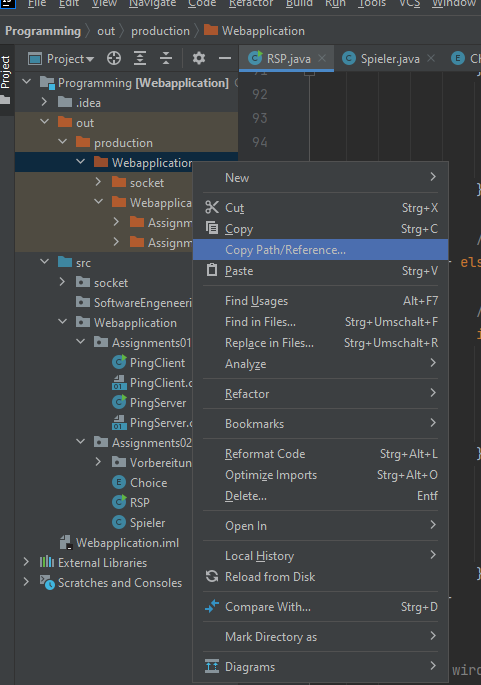 File Edit View Navigate Code Refactor Build Run Tools VCS Window
Programming out production Webapplication
Project
Project
RSP.java Spieler.java
Programming [Webapplication]
.idea
out
production
Webapplication
socket
Webapplica
Assignm
Assignm
src
socket
SoftwareEngeneeri
Webapplication
Assignments01
PingClient
PingClient.c
PingServer
PingServer.c
Assignments02
Vorbereitun
Choice
RSP
Spieler
Webapplication.iml
External Libraries
Scratches and Consoles
92
93
94
}
els
}
}
wird
New
Cut Strg+X
Copy Strg+C
Copy Path/Reference...
Paste Strg+V
Find Usages Alt+F7
Find in Files... Strg+Umschalt+F
Replace in Files... Strg+Umschalt+R
Analyze
Refactor
Bookmarks
Reformat Code Strg+Alt+L
Optimize Imports Strg+Alt+O
Delete... Entf
Open In
Local History
Reload from Disk
Compare With... Strg+D
Mark Directory as
Diagrams